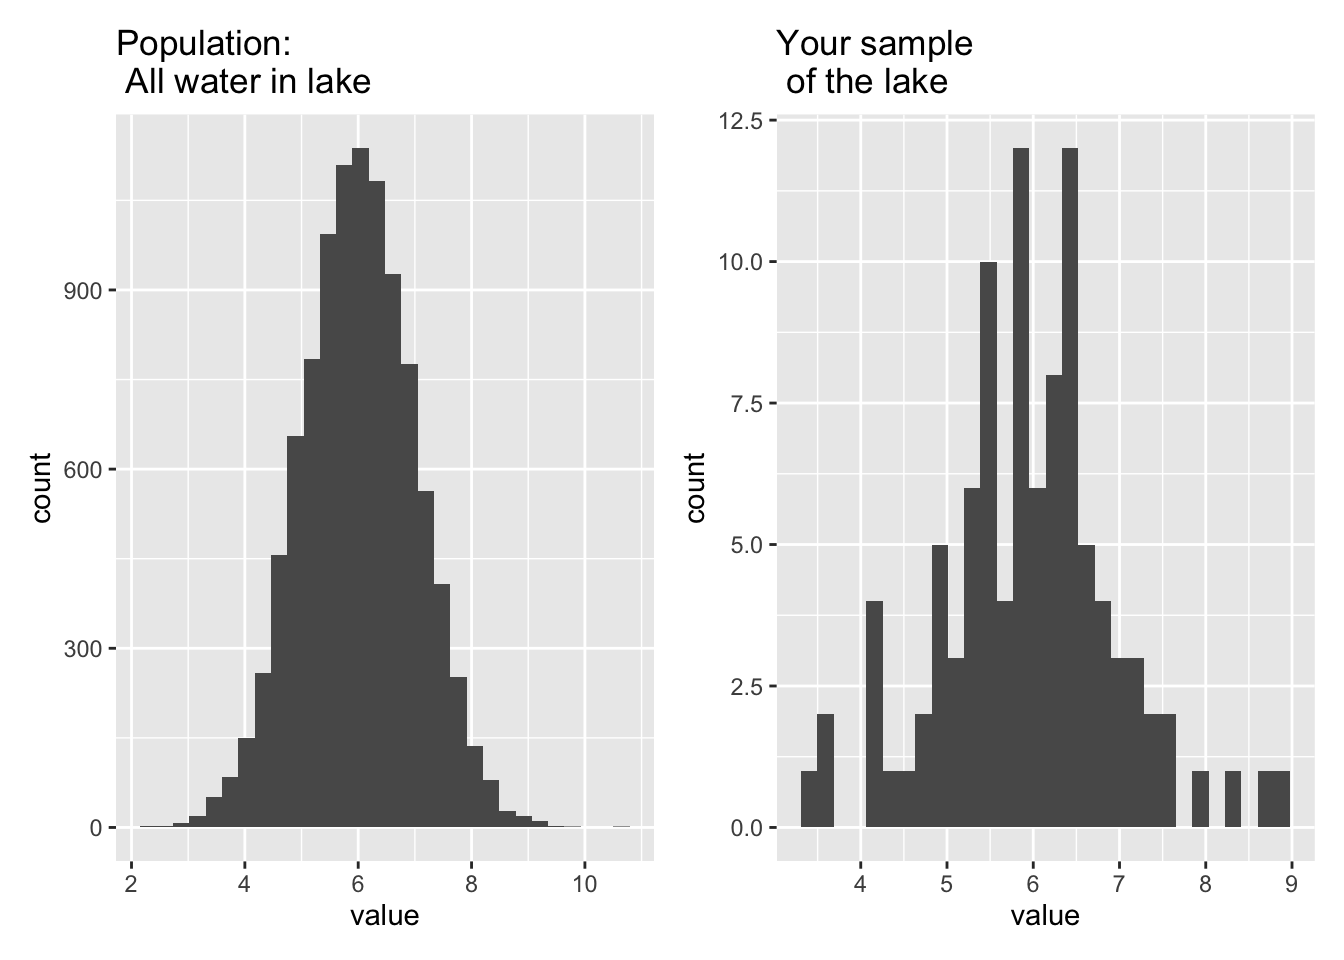 Population:
All water in lake
count
900
600
300
0
2 4 6 8 10
value
Your sample
of the lake
count
12.5
10.0
7.5
5.0
2.5
0.0
4 5 6 7 8 9
value